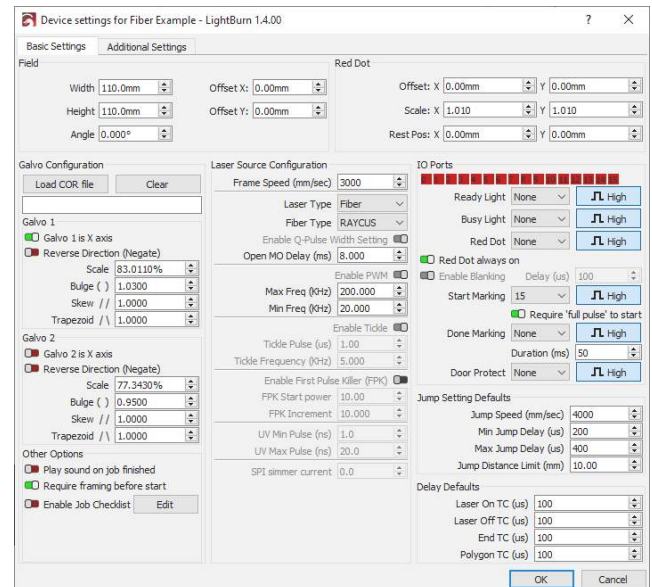 Device settings for Fiber Example - LightBurn 1.4.00
Basic Settings Additional Settings
Field
Width 110.0mm
Offset X: 0.00mm
Height 110.0mm
Offset Y: 0.00mm
Angle 0.000°
Red Dot
Offset: X 0.00mm Y 0.00mm
Scale: X 1.010 Y 1.010
Rest Pos: X 0.00mm Y 0.00mm
Galvo Configuration
Load COR file Clear
Galvo 1
Galvo 1 is X axis
Reverse Direction (Negate)
Scale 83.0110%
Bulge ( ) 1.0300
Skew // 1.0000
Trapezoid /\ 1.0000
Galvo 2
Galvo 2 is X axis
Reverse Direction (Negate)
Scale 77.3430%
Bulge ( ) 0.9500
Skew // 1.0000
Trapezoid /\ 1.0000
Other Options
Play sound on job finished
Require framing before start
Enable Job Checklist Edit
Laser Source Configuration
Frame Speed (mm/sec) 3000
Laser Type Fiber
Fiber Type RAYCUS
Enable Q-Pulse Width Setting
Open MO Delay (ms) 8.000
Enable PWM
Max Freq (KHz) 200.000
Min Freq (KHz) 20.000
Enable Tickle
Tickle Pulse (us) 1.00
Tickle Frequency (KHz) 5.000
Enable First Pulse Killer (FPK)
FPK Start power 10.00
FPK Increment 10.000
UV Min Pulse (ns) 1.0
UV Max Pulse (ns) 20.0
SPI simmer current 0.0
IO Ports
Ready Light None High
Busy Light None High
Red Dot None High
Red Dot always on
Enable Blanking Delay (us) 100
Start Marking 15 High
Require 'full pulse' to start
Done Marking None High
Duration (ms) 50
Door Protect None High
Jump Setting Defaults
Jump Speed (mm/sec) 4000
Min Jump Delay (us) 200
Max Jump Delay (us) 400
Jump Distance Limit (mm) 10.00
Delay Defaults
Laser On TC (us) 100
Laser Off TC (us) 100
End TC (us) 100
Polygon TC (us) 100
OK Cancel